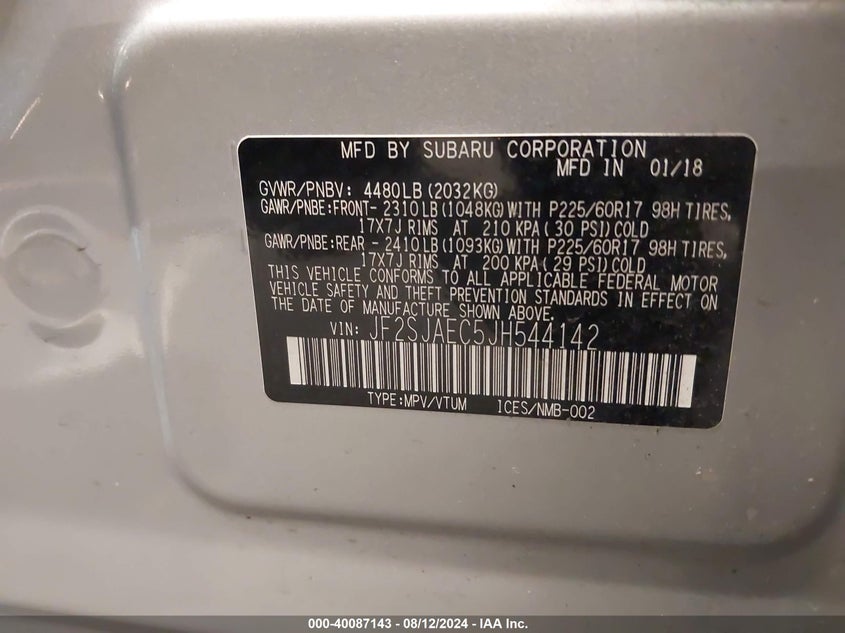 MFD BY SUBARU CORPORATION
MFD IN 01/18
GVWR/PNBV: 4480LB(2032KG)
GAWR/PNBE:FRONT-2310LB(1048KG)WITH P225/60R17 98H TIRES,
17X7J RIMS AT 210 KPA(30 PSI)COLD
GAWR/PNBE:REAR -2410LB(1093KG)WITH P225/60R17 98H TIRES,
17X7J RIMS AT 200 KPA(29 PSI)COLD
THIS VEHICLE CONFORMS TO ALL APPLICABLE FEDERAL MOTOR
VEHICLE SAFETY AND THEFT PREVENTION STANDARDS IN EFFECT ON
THE DATE OF MANUFACTURE SHOWN ABOVE.
VIN: JF2SJAEC5JH544142
TYPE:MPV/VTUM ICES/NMB-002
000-40087143 - 08/12/2024 - IAA Inc.